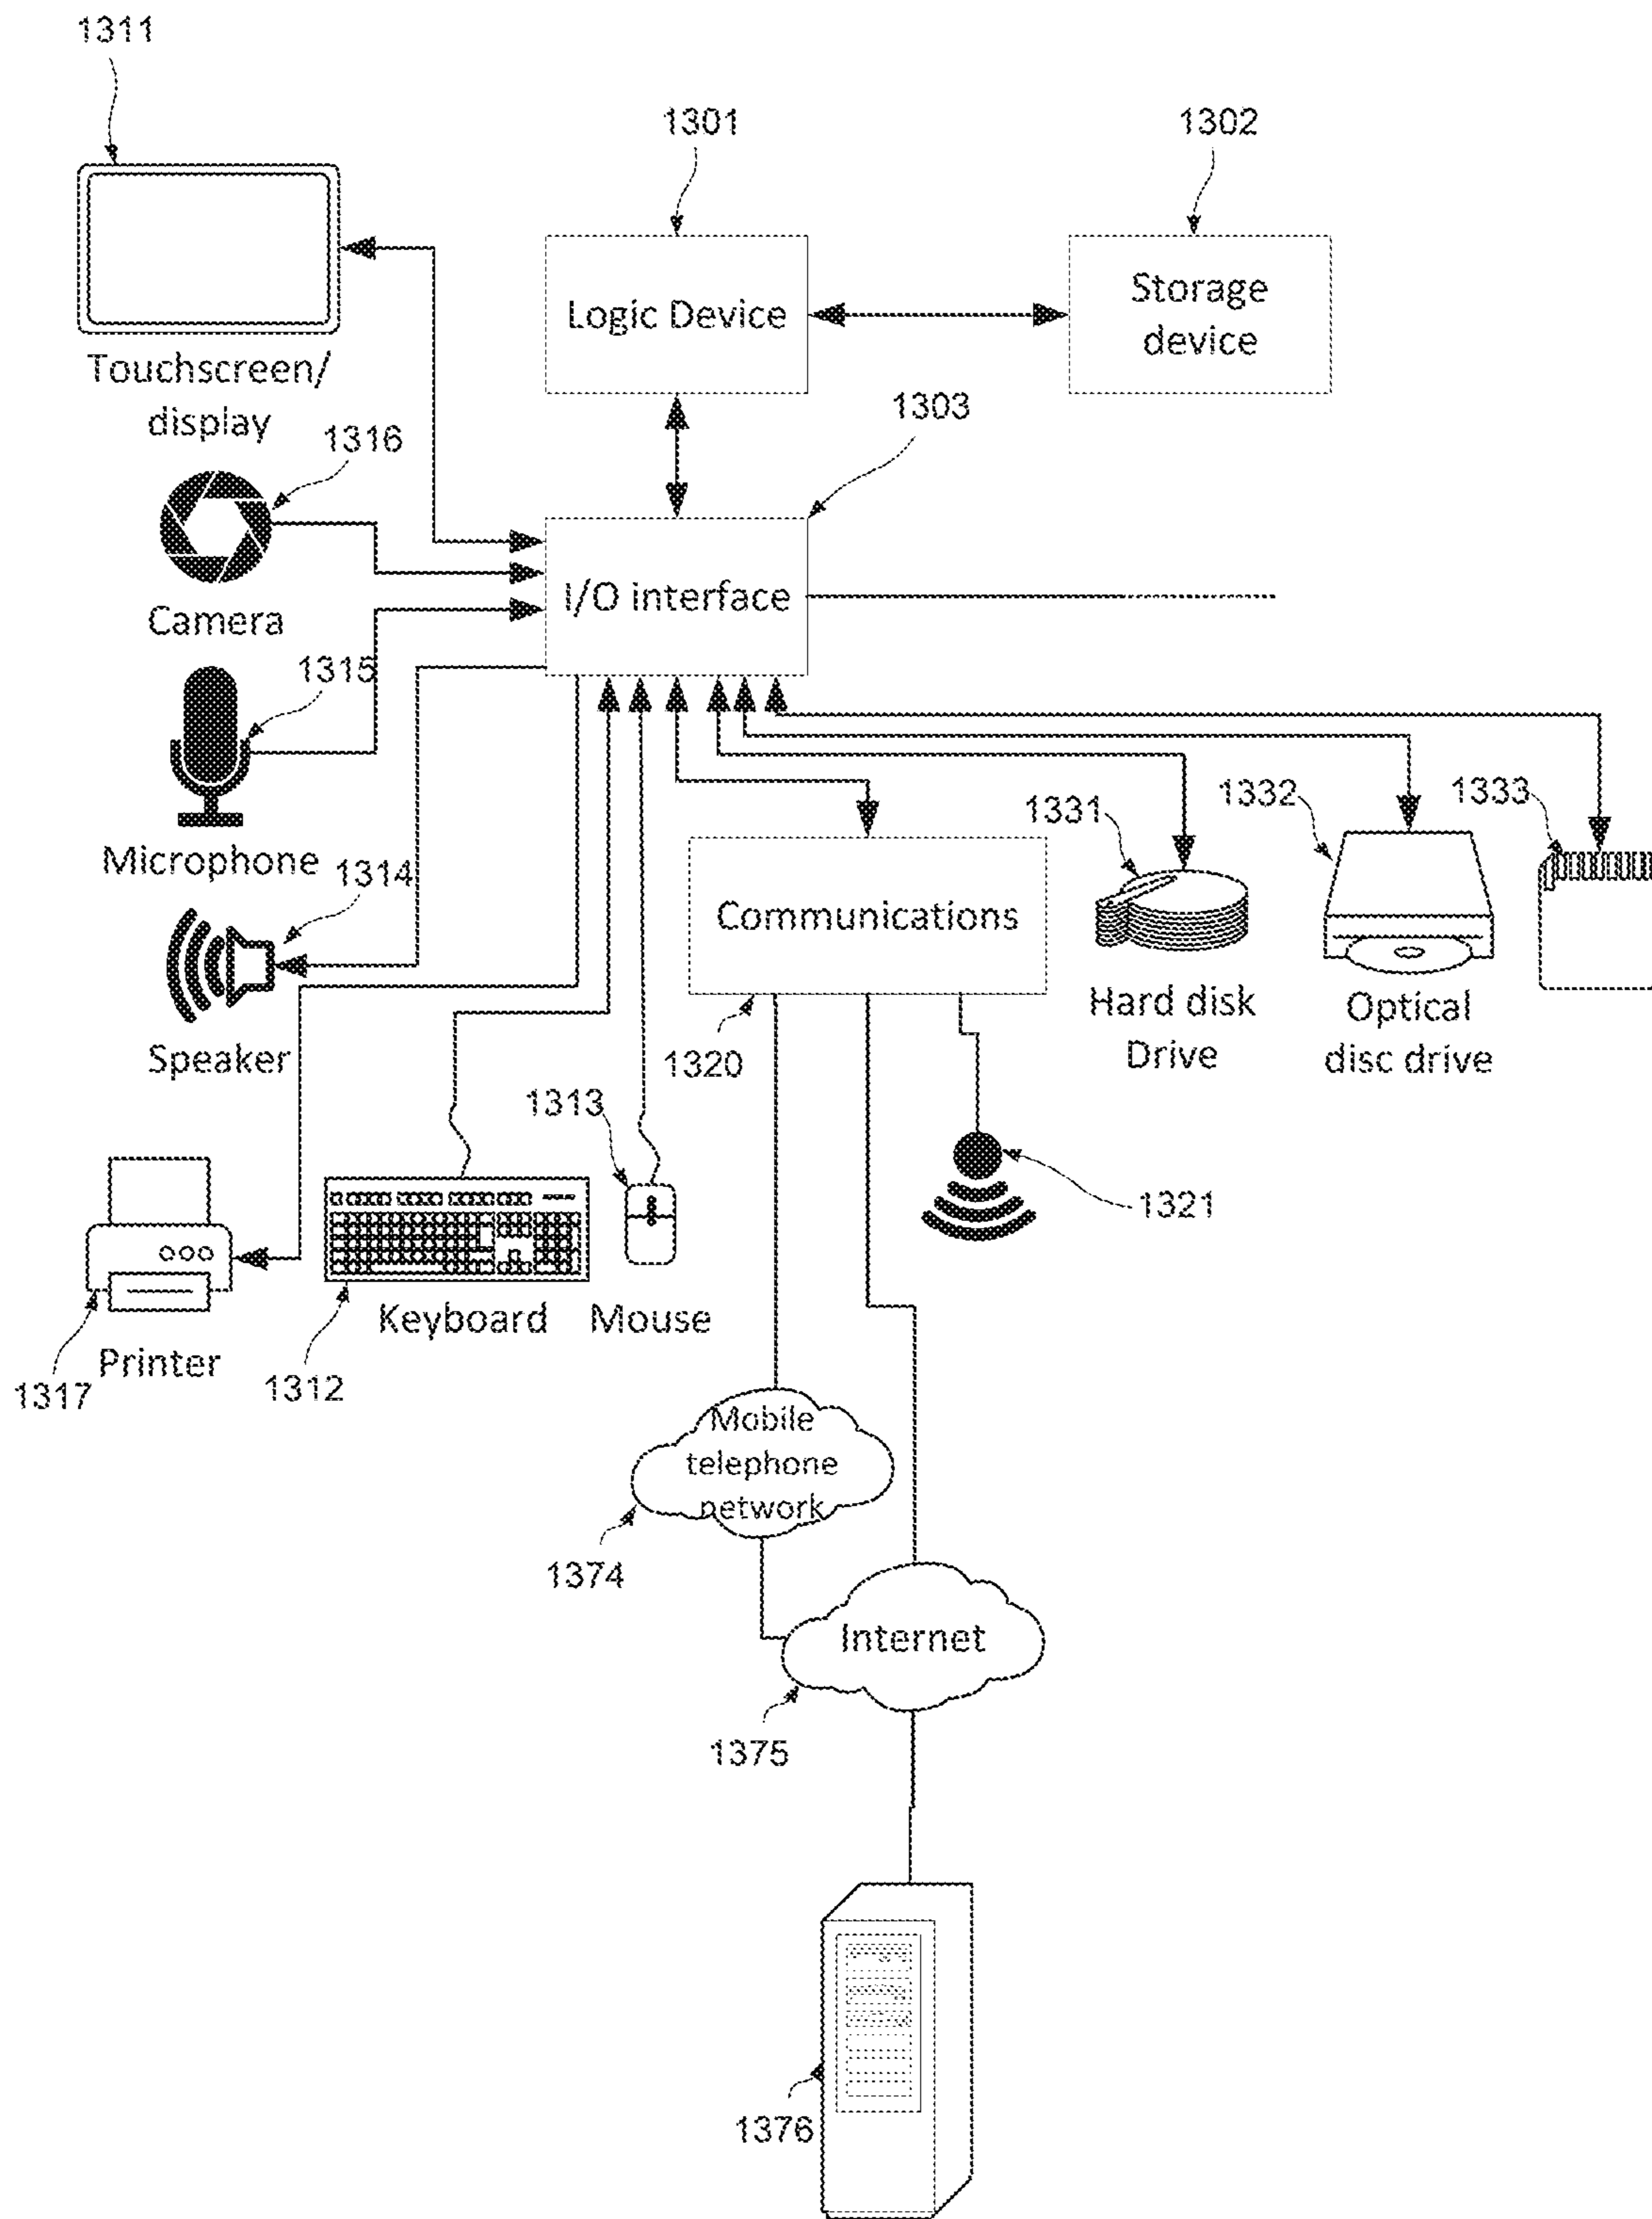 1311
1301
1302
Logic Device
Storage
device
Touchscreen/
display
1303
1316
I/O interface
Camera
1315
1331
1332
1333
Microphone
1314
Communications
Hard disk
Drive
Optical
disc drive
Speaker
1320
1313
1321
Keyboard
Mouse
Printer
1317
1312
Mobile
telephone
network
1374
Internet
1375
1376